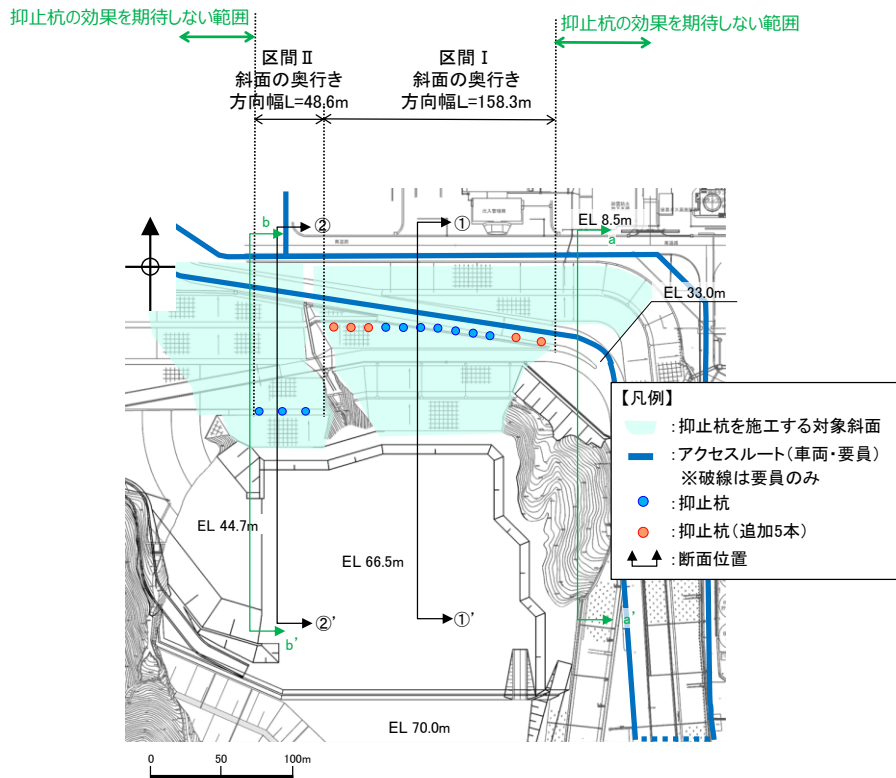 抑止杭の効果を期待しない範囲
抑止杭の効果を期待しない範囲
区間Ⅱ
斜面の奥行き
方向幅L=48.6m
区間Ⅰ
斜面の奥行き
方向幅L=158.3m
b
②
①
出入管理棟
EL 8.5m
a
EL 33.0m
【凡例】
:抑止杭を施工する対象斜面
:アクセスルート(車両・要員)
※破線は要員のみ
:抑止杭
:抑止杭(追加5本)
:断面位置
EL 44.7m
EL 66.5m
②'
①'
a'
b'
EL 70.0m
0 50 100m